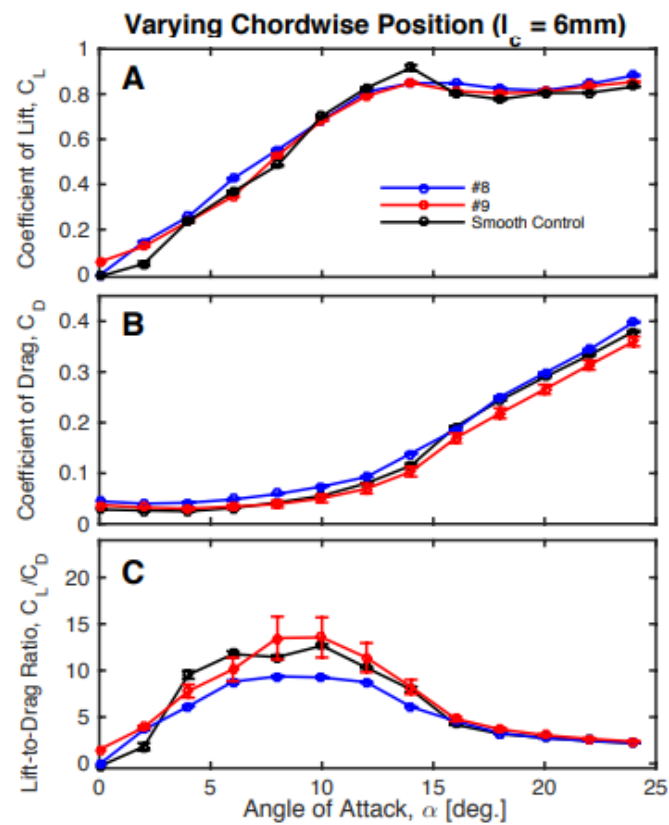 Varying Chordwise Position (l_c = 6mm)
A
Coefficient of Lift, C_L
1
0.8
0.6
0.4
0.2
0
#8
#9
Smooth Control
B
Coefficient of Drag, C_D
0.4
0.3
0.2
0.1
0
C
Lift-to-Drag Ratio, C_L/C_D
20
15
10
5
0
0 5 10 15 20 25
Angle of Attack, α [deg.]